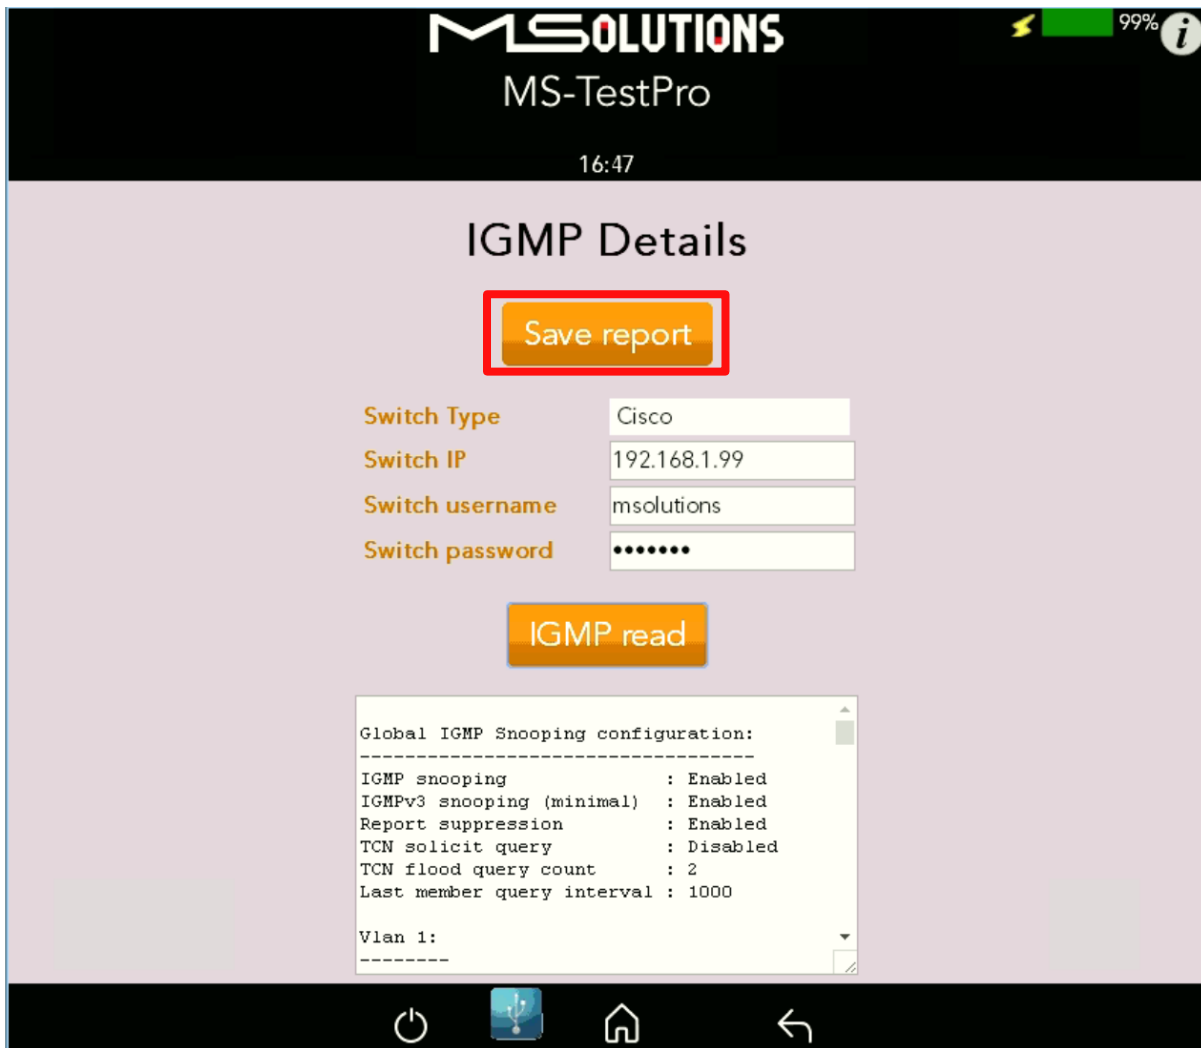 MSOLUTIONS
99%
i
MS-TestPro
16:47
IGMP Details
Save report
Switch Type Cisco
Switch IP 192.168.1.99
Switch username msolutions
Switch password •••••••
IGMP read
Global IGMP Snooping configuration:
-----------------------------------
IGMP snooping : Enabled
IGMPv3 snooping (minimal) : Enabled
Report suppression : Enabled
TCN solicit query : Disabled
TCN flood query count : 2
Last member query interval : 1000
Vlan 1:
--------